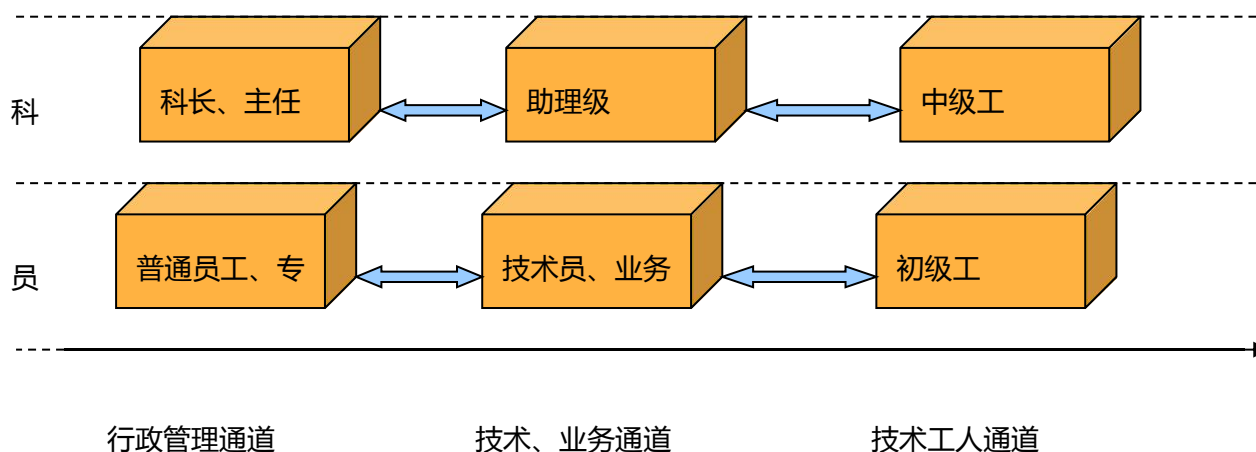 科长、主任
助理级
中级工
科
普通员工、专
技术员、业务
初级工
员
行政管理通道
技术、业务通道
技术工人通道